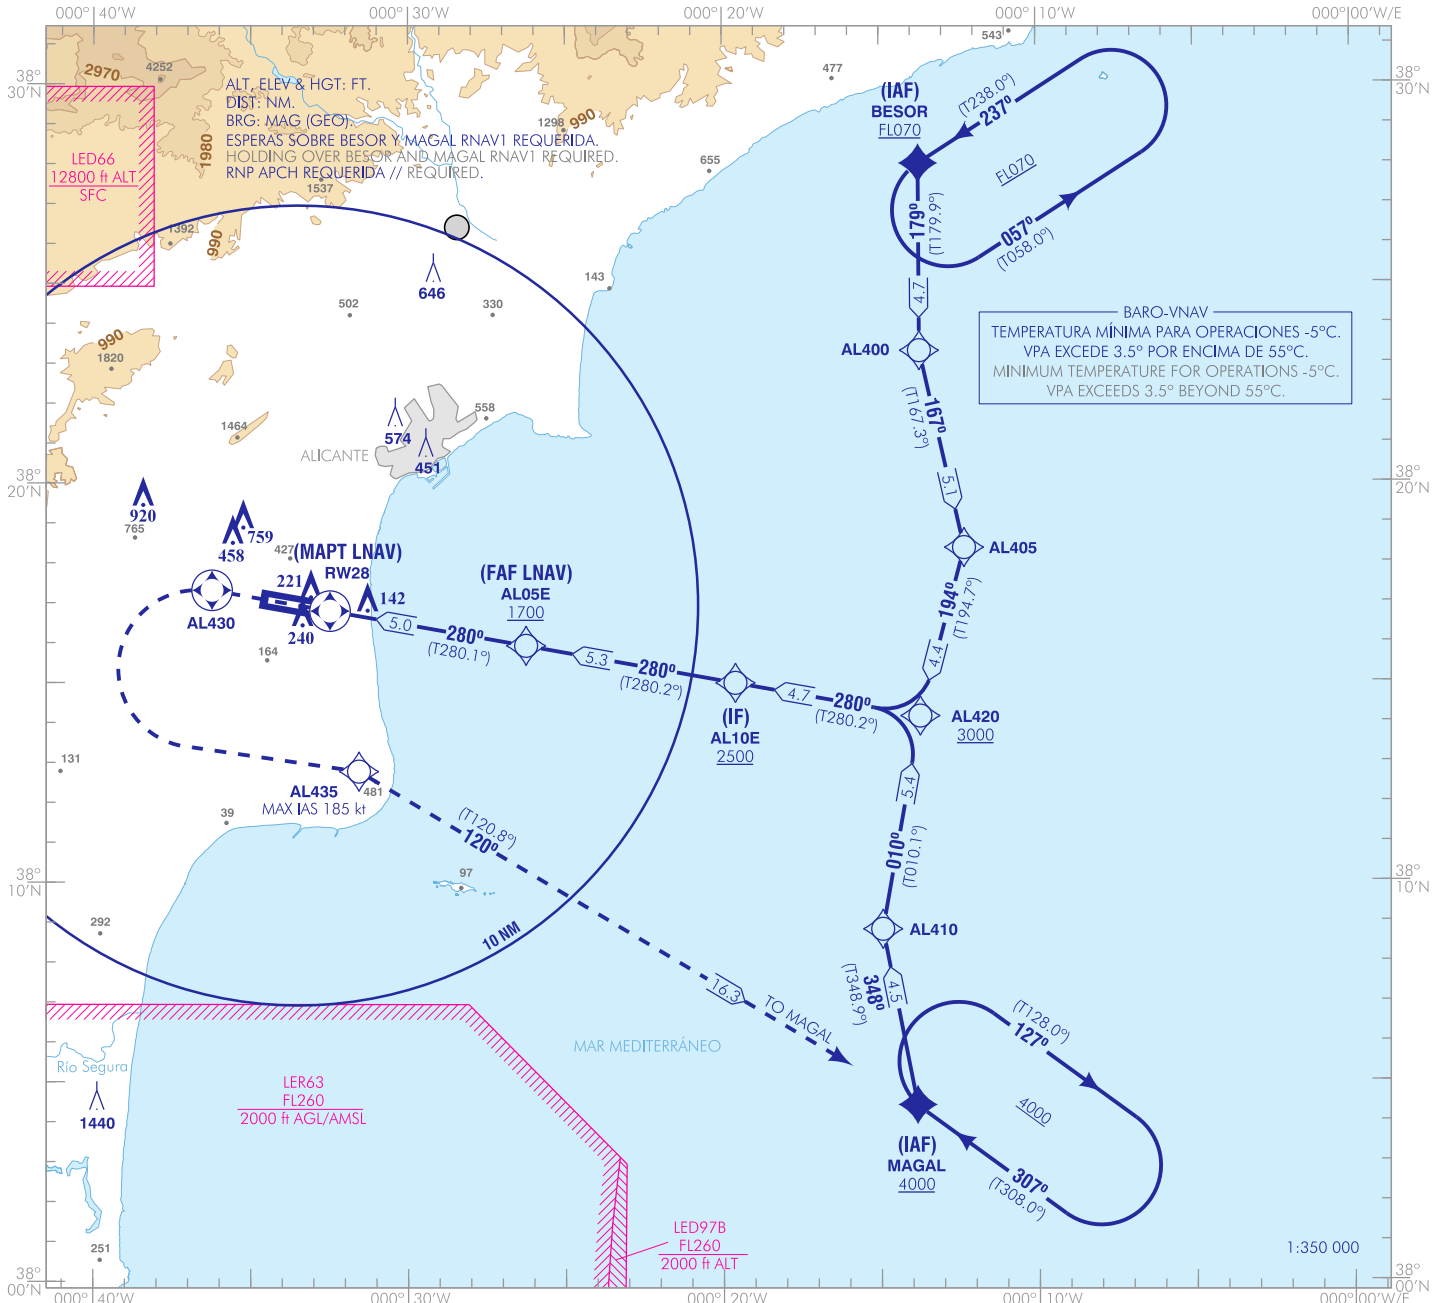 000°40'W
000°30'W
000°20'W
000°10'W
000°00'W/E
38°
30'N
38°
30'N
2970
4252
1980
990
1298
477
543
ALT, ELEV & HGT: FT.
DIST: NM.
BRG: MAG (GEO).
ESPERAS SOBRE BESOR Y MAGAL RNAV1 REQUERIDA.
HOLDING OVER BESOR AND MAGAL RNAV1 REQUIRED.
RNP APCH REQUERIDA // REQUIRED.
LED66
12800 ft ALT
SFC
1537
1392
990
655
(IAF)
BESOR
FL070
(T238.0°)
237°
FL070
057°
(T058.0°)
179°
(T179.9°)
4.7
646
143
502
330
990
1820
BARO-VNAV
TEMPERATURA MÍNIMA PARA OPERACIONES -5°C.
VPA EXCEDE 3.5° POR ENCIMA DE 55°C.
MINIMUM TEMPERATURE FOR OPERATIONS -5°C.
VPA EXCEEDS 3.5° BEYOND 55°C.
AL400
167°
(T167.3°)
5.1
1464
574
558
ALICANTE
451
38°
20'N
38°
20'N
920
765
759
458
427
(MAPT LNAV)
RW28
221
142
240
AL430
164
5.0
280°
(T280.1°)
(FAF LNAV)
AL05E
1700
5.3
280°
(T280.2°)
(IF)
AL10E
2500
4.7
280°
(T280.2°)
AL405
194°
(T194.7°)
4.4
AL420
3000
5.4
010°
(T010.1°)
131
AL435
MAX IAS 185 kt
481
39
(T120.8°)
120°
97
38°
10'N
38°
10'N
292
10 NM
AL410
348°
(T348.9°)
4.5
16.3
TO MAGAL
MAR MEDITERRÁNEO
(T128.0°)
127°
4000
307°
(T308.0°)
(IAF)
MAGAL
4000
Río Segura
1440
LER63
FL260
2000 ft AGL/AMSL
LED97B
FL260
2000 ft ALT
251
1:350 000
38°
00'N
38°
00'N
000°40'W
000°30'W
000°20'W
000°10'W
000°00'W/E